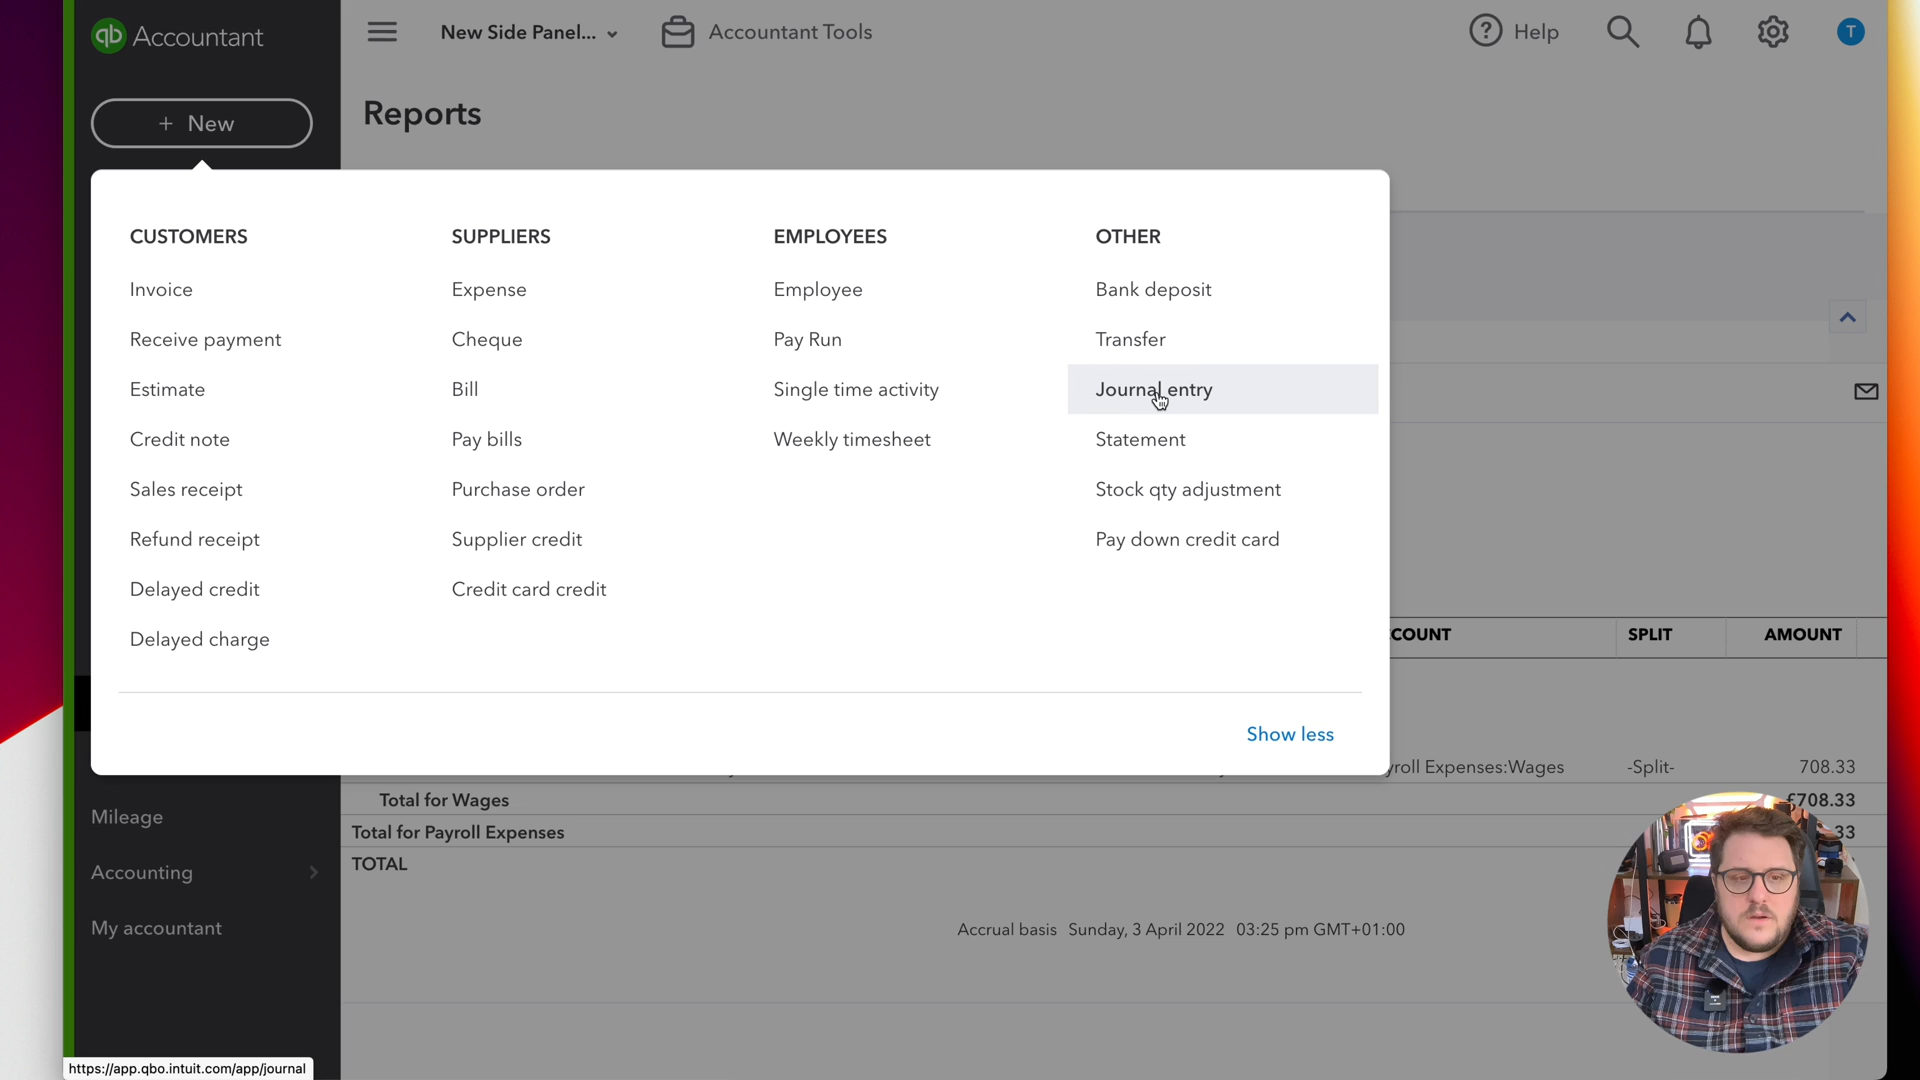 qb Accountant
New Side Panel...
Accountant Tools
Help
T
+ New
Reports
CUSTOMERS
Invoice
Receive payment
Estimate
Credit note
Sales receipt
Refund receipt
Delayed credit
Delayed charge
SUPPLIERS
Expense
Cheque
Bill
Pay bills
Purchase order
Supplier credit
Credit card credit
EMPLOYEES
Employee
Pay Run
Single time activity
Weekly timesheet
OTHER
Bank deposit
Transfer
Journal entry
Statement
Stock qty adjustment
Pay down credit card
Show less
COUNT
SPLIT
AMOUNT
yroll Expenses:Wages
-Split-
708.33
Total for Wages
£708.33
Total for Payroll Expenses
33
TOTAL
Accrual basis Sunday, 3 April 2022 03:25 pm GMT+01:00
Mileage
Accounting
My accountant
https://app.qbo.intuit.com/app/journal